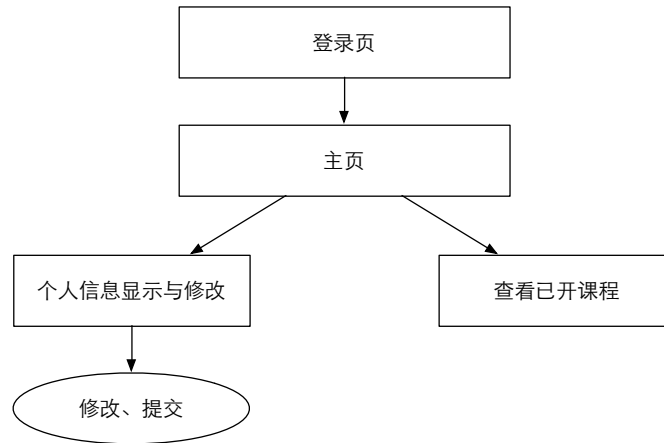 登录页
主页
个人信息显示与修改
查看已开课程
修改、提交